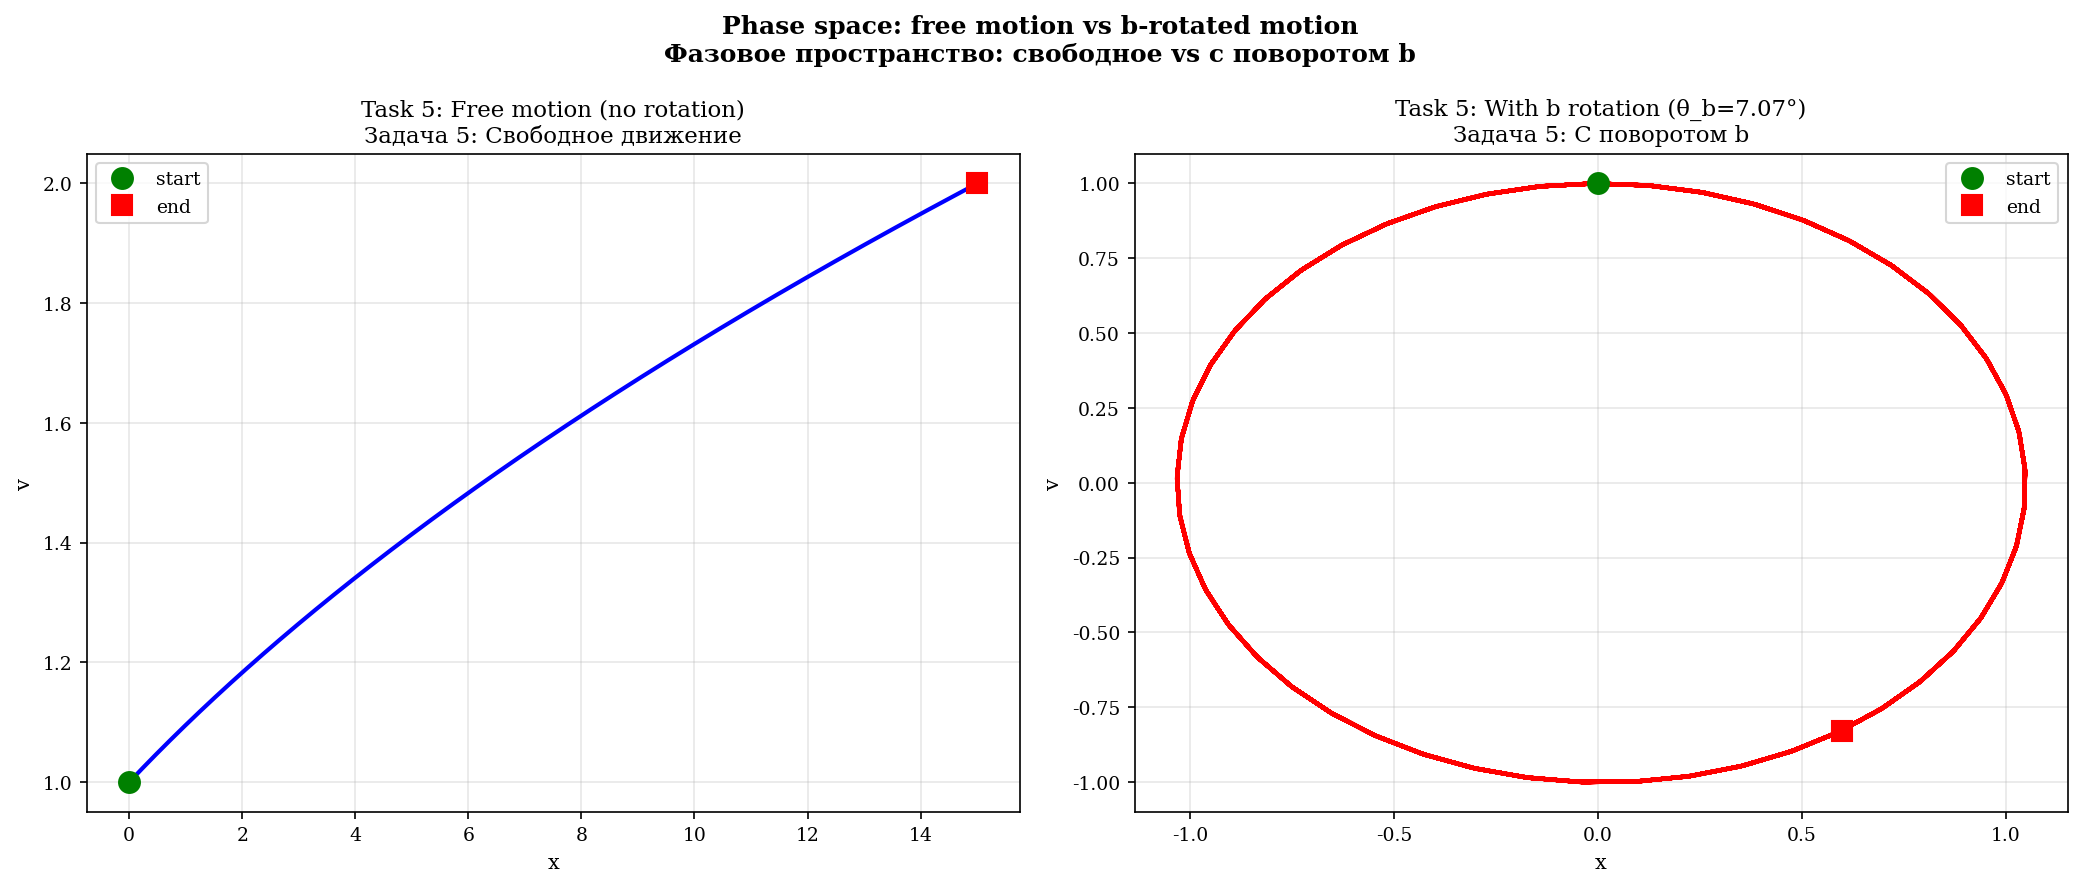 Phase space: free motion vs b-rotated motion
Фазовое пространство: свободное vs с поворотом b
Task 5: Free motion (no rotation)
Задача 5: Свободное движение
start
end
2.0
1.8
1.6
1.4
1.2
1.0
v
0 2 4 6 8 10 12 14
x
Task 5: With b rotation (θ_b=7.07°)
Задача 5: С поворотом b
start
end
1.00
0.75
0.50
0.25
0.00
-0.25
-0.50
-0.75
-1.00
v
-1.0 -0.5 0.0 0.5 1.0
x